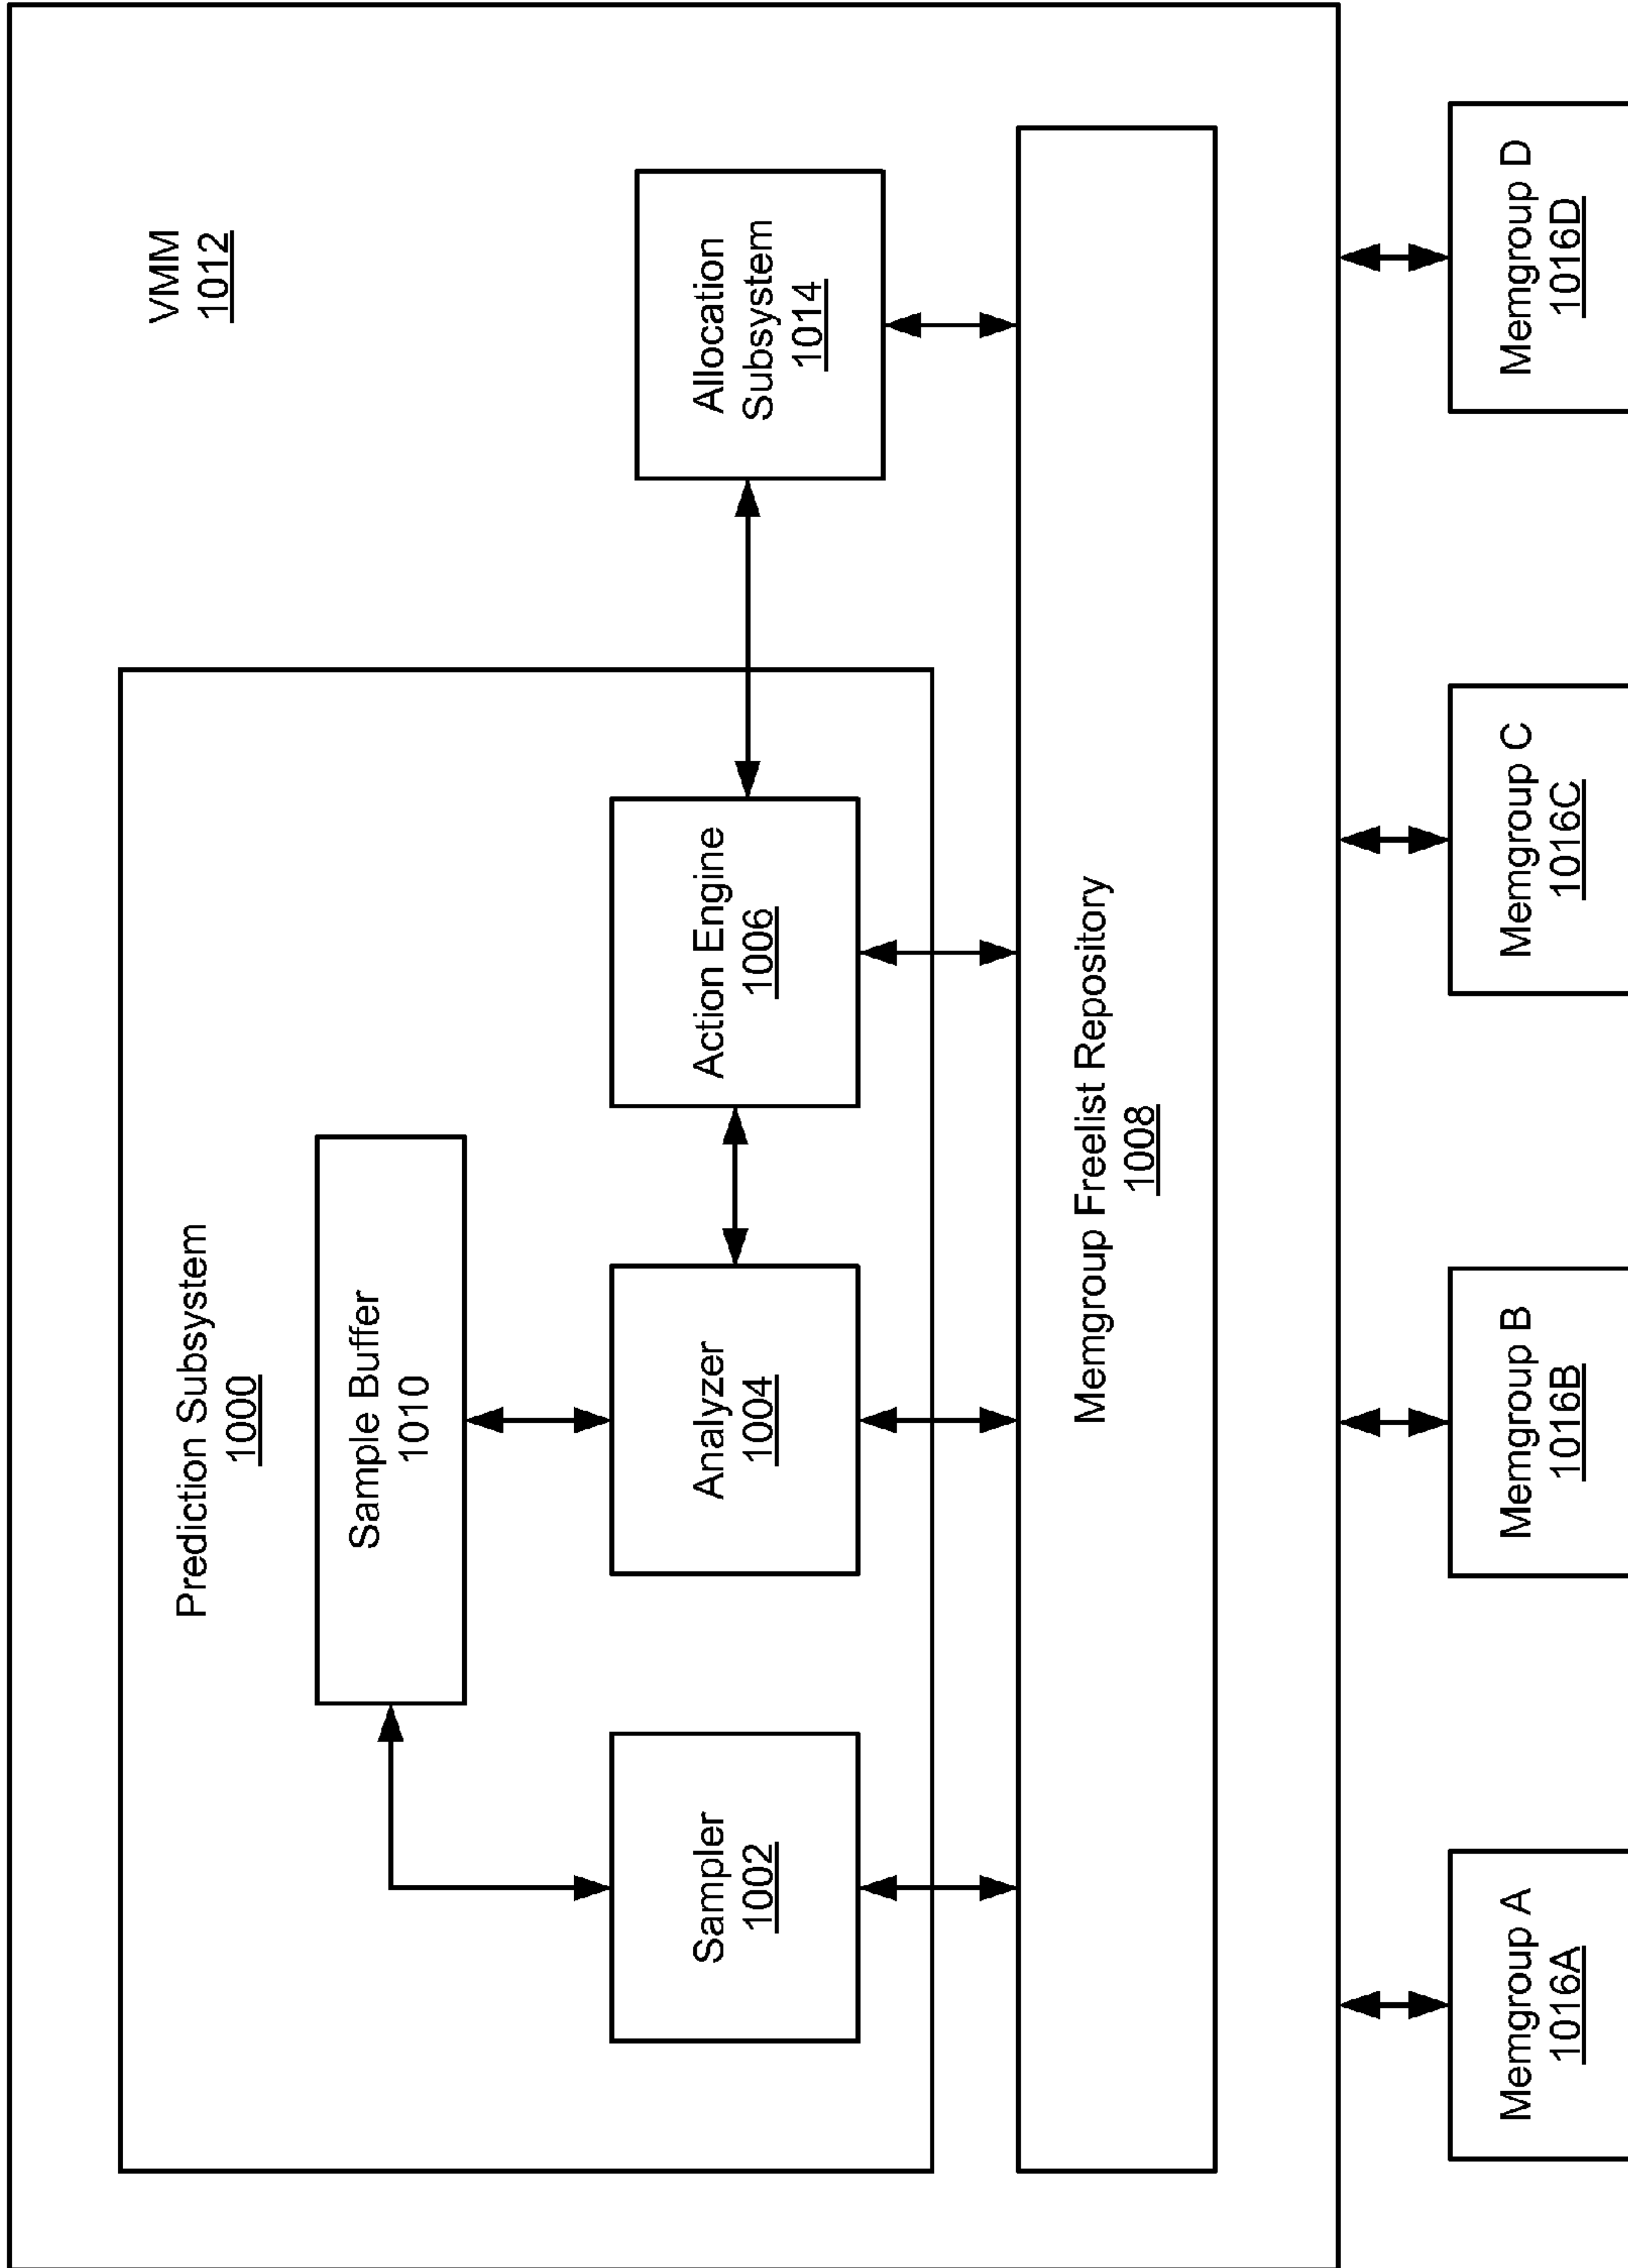 VMM
1012
Prediction Subsystem
1000
Sample Buffer
1010
Sampler
1002
Analyzer
1004
Action Engine
1006
Allocation
Subsystem
1014
Memgroup Freelist Repository
1008
Memgroup A
1016A
Memgroup B
1016B
Memgroup C
1016C
Memgroup D
1016D